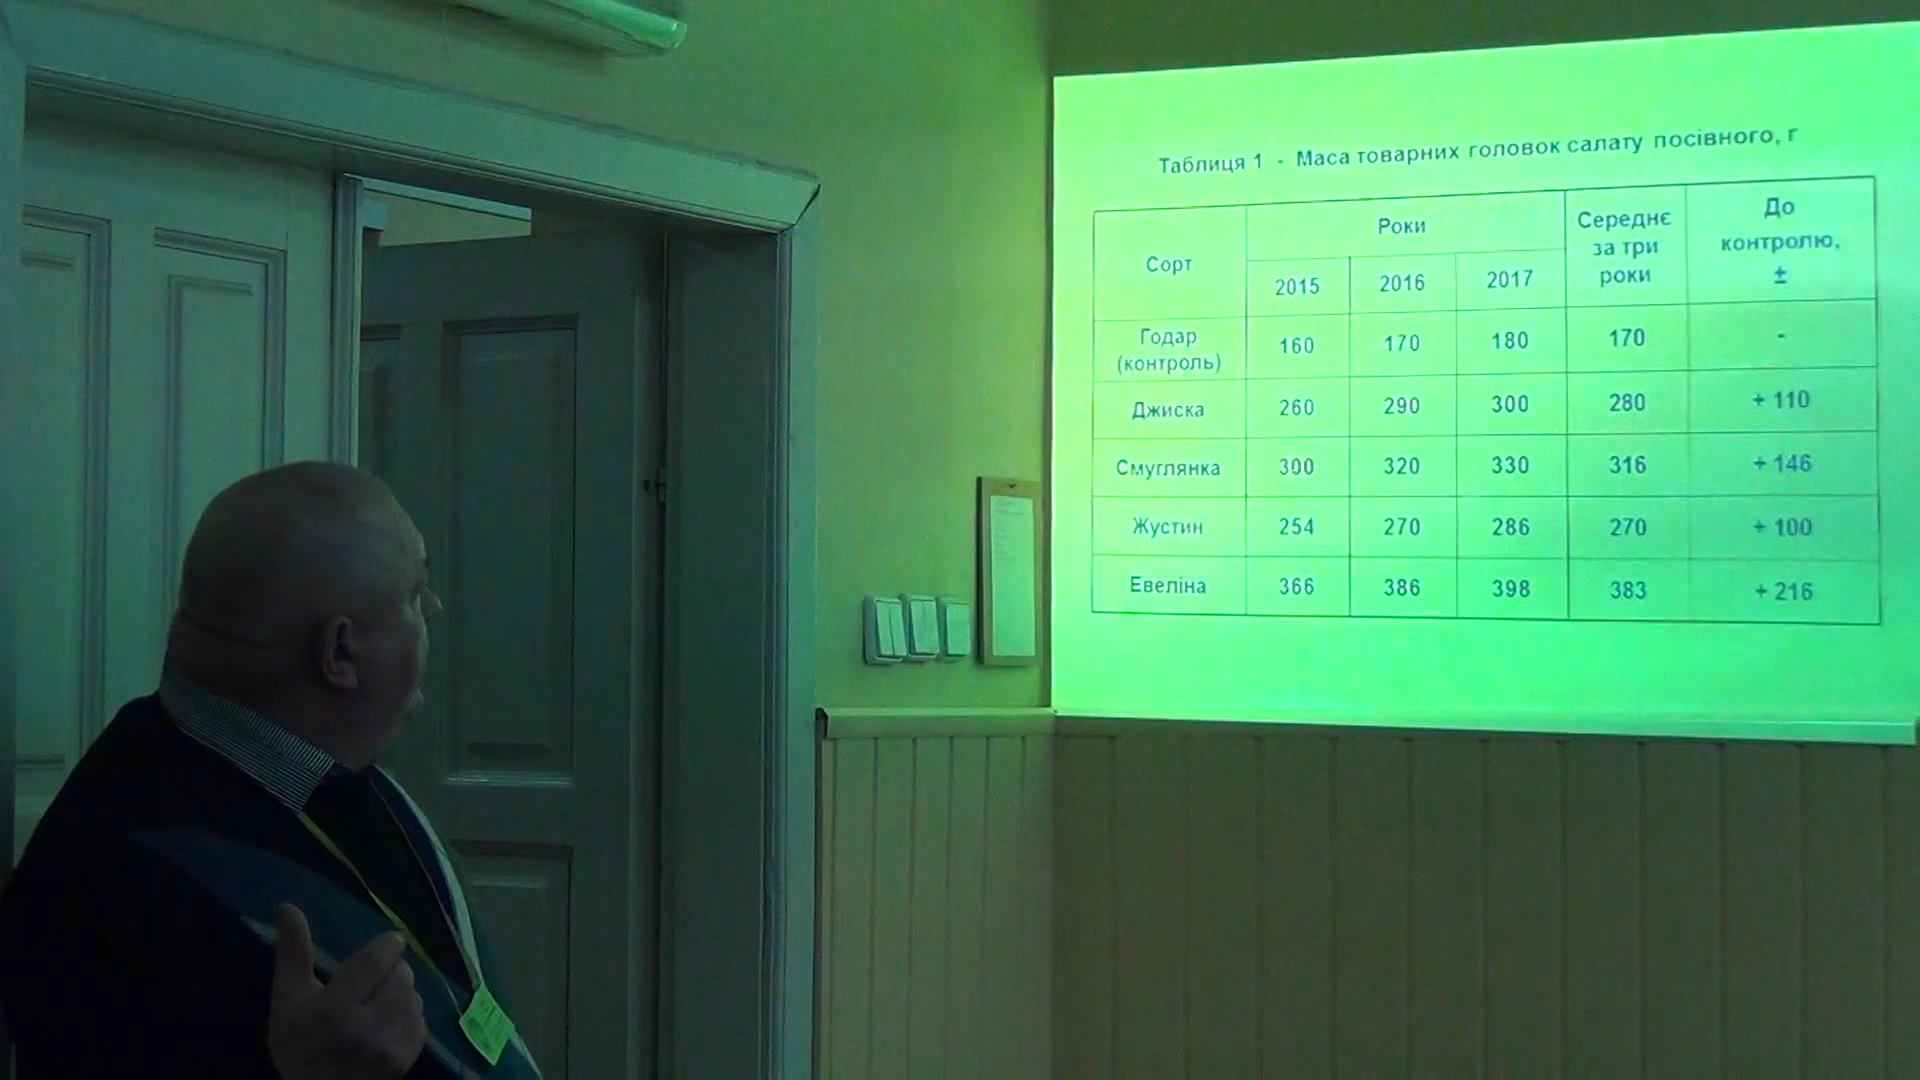 Таблиця 1 - Маса товарних головок салату посівного, г
Сорт Роки Середнє за три роки До контролю, ±
2015 2016 2017
Годар (контроль) 160 170 180 170 -
Джиска 260 290 300 280 + 110
Смуглянка 300 320 330 316 + 146
Жустин 254 270 286 270 + 100
Евеліна 366 386 398 383 + 216